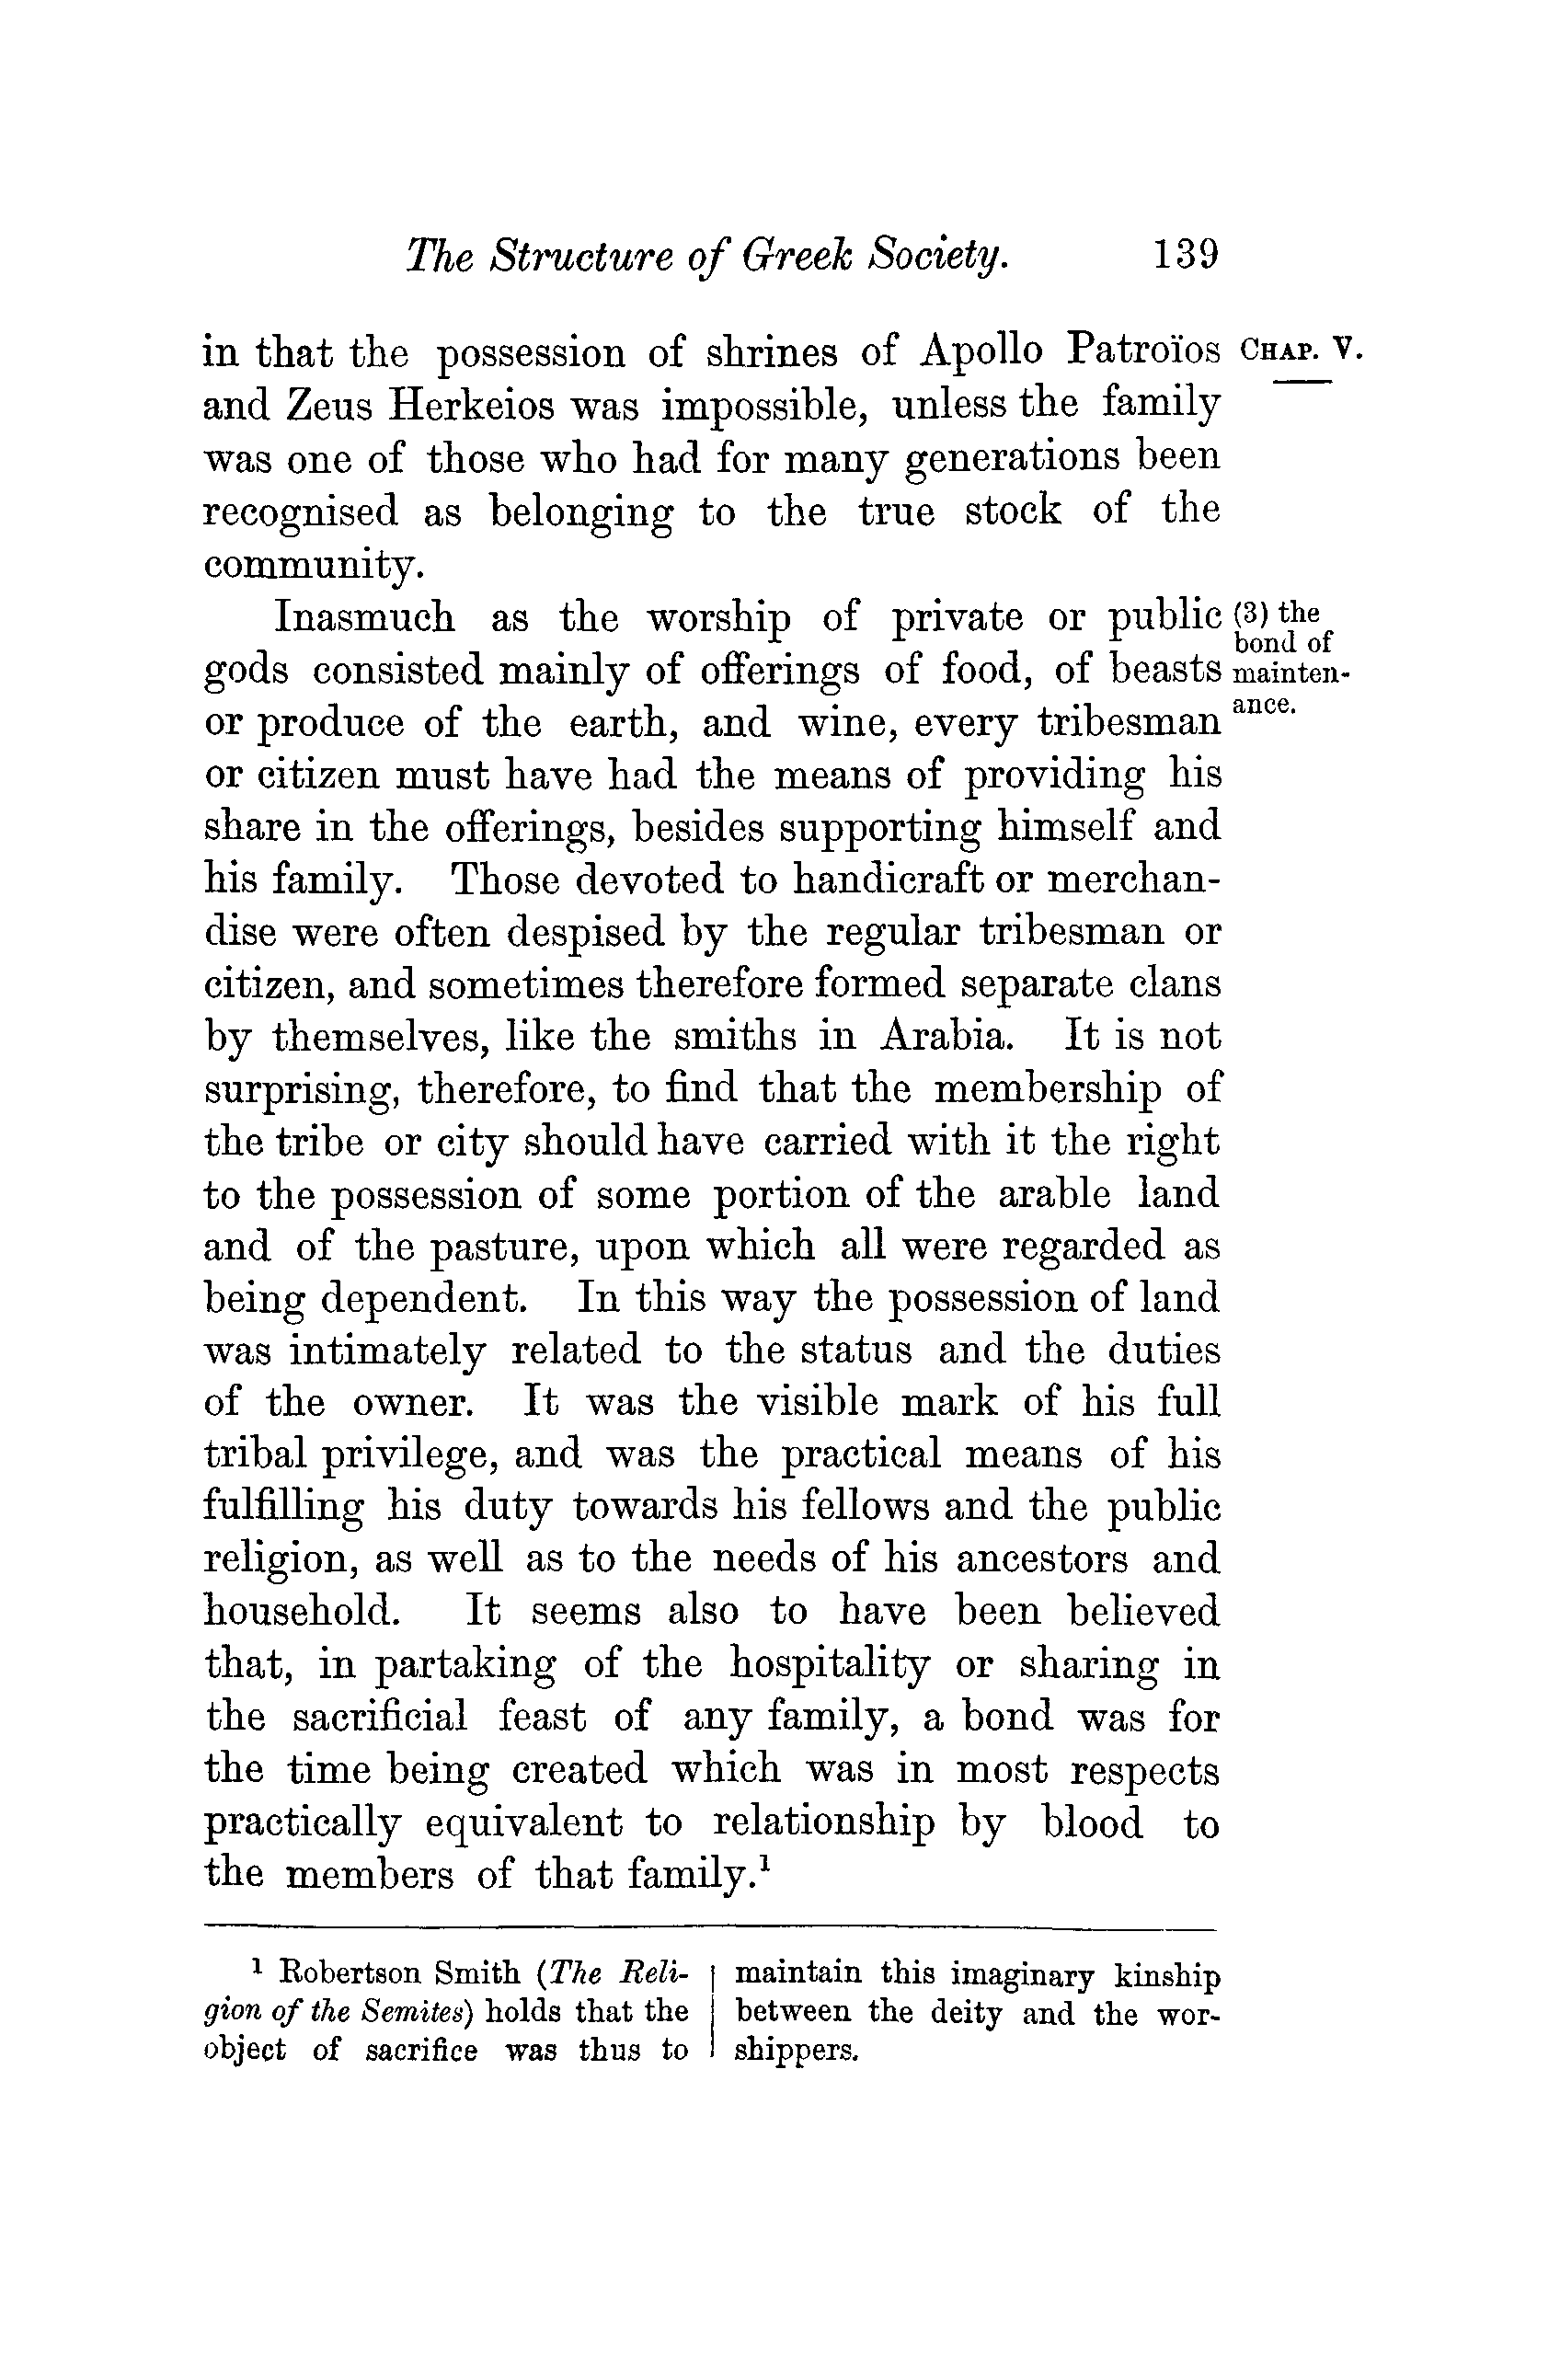 The Structure of Greek Society. 139
in that the possession of shrines of Apollo Patroïos CHAP. V.
and Zeus Herkeios was impossible, unless the family
was one of those who had for many generations been
recognised as belonging to the true stock of the
community.
Inasmuch as the worship of private or public
gods consisted mainly of offerings of food, of beasts
or produce of the earth, and wine, every tribesman
(3) the
bond of
mainten-
ance.
or citizen must have had the means of providing his
share in the offerings, besides supporting himself and
his family. Those devoted to handicraft or merchan-
dise were often despised by the regular tribesman or
citizen, and sometimes therefore formed separate clans
by themselves, like the smiths in Arabia. It is not
surprising, therefore, to find that the membership of
the tribe or city should have carried with it the right
to the possession of some portion of the arable land
and of the pasture, upon which all were regarded as
being dependent. In this way the possession of land
was intimately related to the status and the duties
of the owner. It was the visible mark of his full
tribal privilege, and was the practical means of his
fulfilling his duty towards his fellows and the public
religion, as well as to the needs of his ancestors and
household. It seems also to have been believed
that, in partaking of the hospitality or sharing in
the sacrificial feast of any family, a bond was for
the time being created which was in most respects
practically equivalent to relationship by blood to
the members of that family.¹
¹ Robertson Smith (The Reli-
gion of the Semites) holds that the
object of sacrifice was thus to
maintain this imaginary kinship
between the deity and the wor-
shippers.